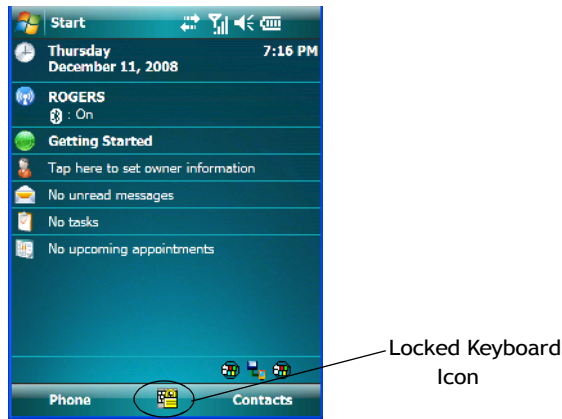 Start
Thursday 7:16 PM
December 11, 2008
ROGERS
: On
Getting Started
Tap here to set owner information
No unread messages
No tasks
No upcoming appointments
Locked Keyboard
Icon
Phone Contacts